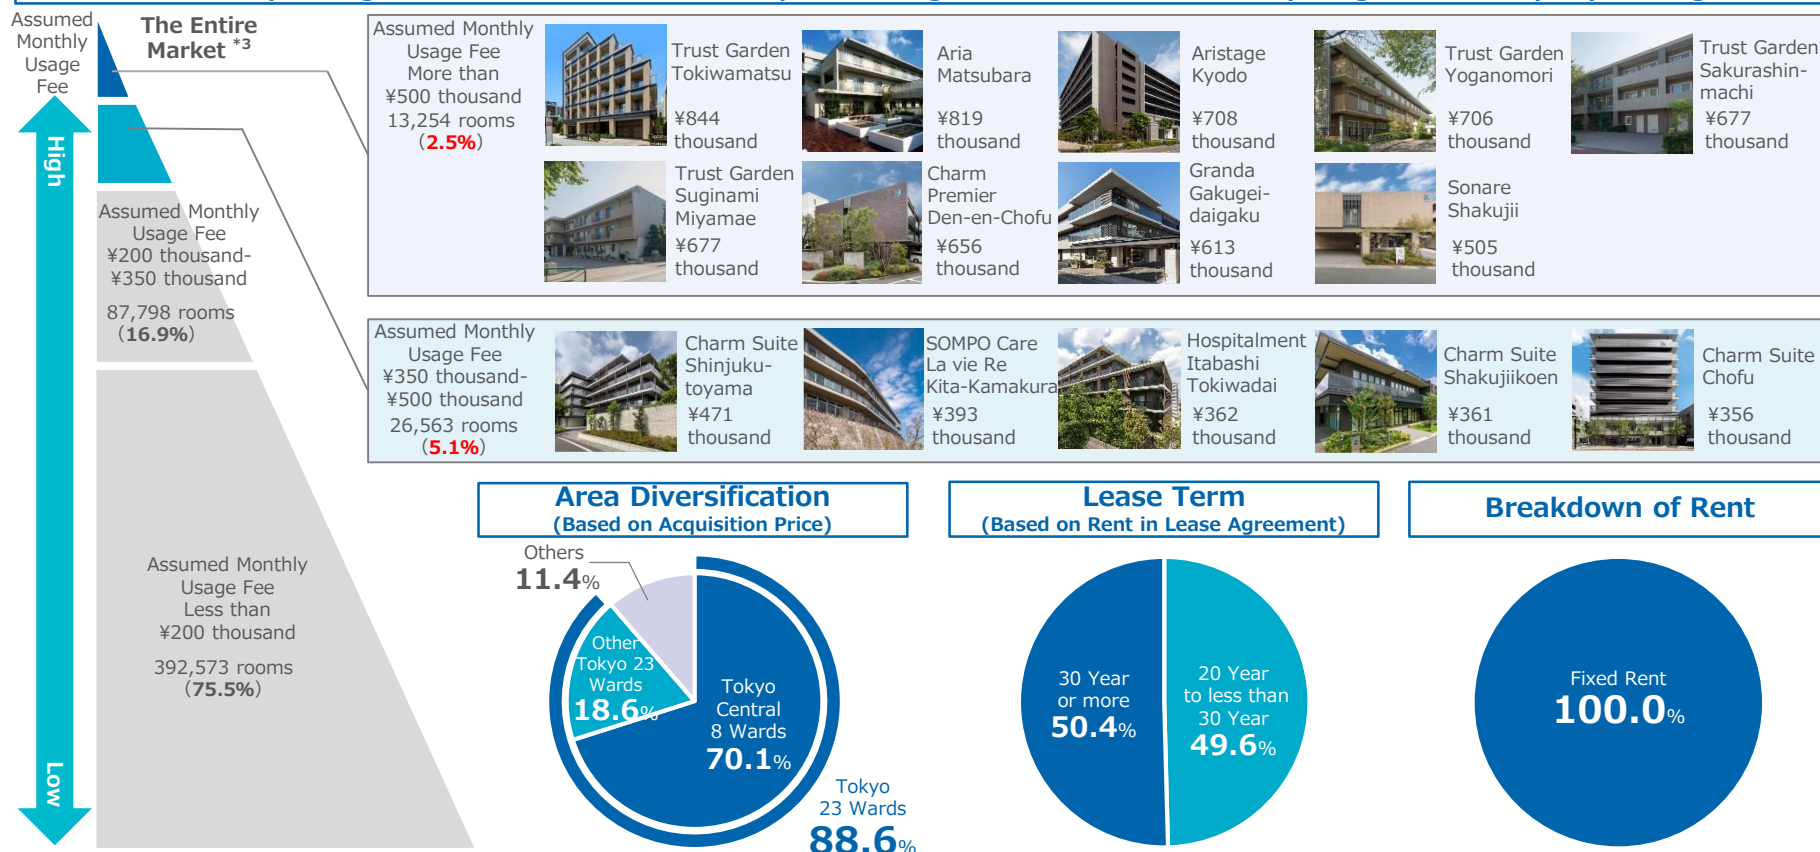 Assumed
Monthly
Usage
Fee
The Entire
Market *3
High
Low
Assumed Monthly
Usage Fee
More than
¥500 thousand
13,254 rooms
(2.5%)
Trust Garden
Tokiwamatsu
¥844
thousand
Aria
Matsubara
¥819
thousand
Aristage
Kyodo
¥708
thousand
Trust Garden
Yoganomori
¥706
thousand
Trust Garden
Sakurashin-
machi
¥677
thousand
Trust Garden
Suginami
Miyamae
¥677
thousand
Charm
Premier
Den-en-Chofu
¥656
thousand
Granda
Gakugei-
daigaku
¥613
thousand
Sonare
Shakujii
¥505
thousand
Assumed Monthly
Usage Fee
¥350 thousand-
¥500 thousand
26,563 rooms
(5.1%)
Charm Suite
Shinjuku-
toyama
¥471
thousand
SOMPO Care
La vie Re
Kita-Kamakura
¥393
thousand
Hospitalment
Itabashi
Tokiwadai
¥362
thousand
Charm Suite
Shakujiikoen
¥361
thousand
Charm Suite
Chofu
¥356
thousand
Assumed Monthly
Usage Fee
¥200 thousand-
¥350 thousand
87,798 rooms
(16.9%)
Assumed Monthly
Usage Fee
Less than
¥200 thousand
392,573 rooms
(75.5%)
Area Diversification
(Based on Acquisition Price)
Others
11.4%
Other
Tokyo 23
Wards
18.6%
Tokyo
Central
8 Wards
70.1%
Tokyo
23 Wards
88.6%
Lease Term
(Based on Rent in Lease Agreement)
30 Year
or more
50.4%
20 Year
to less than
30 Year
49.6%
Breakdown of Rent
Fixed Rent
100.0%